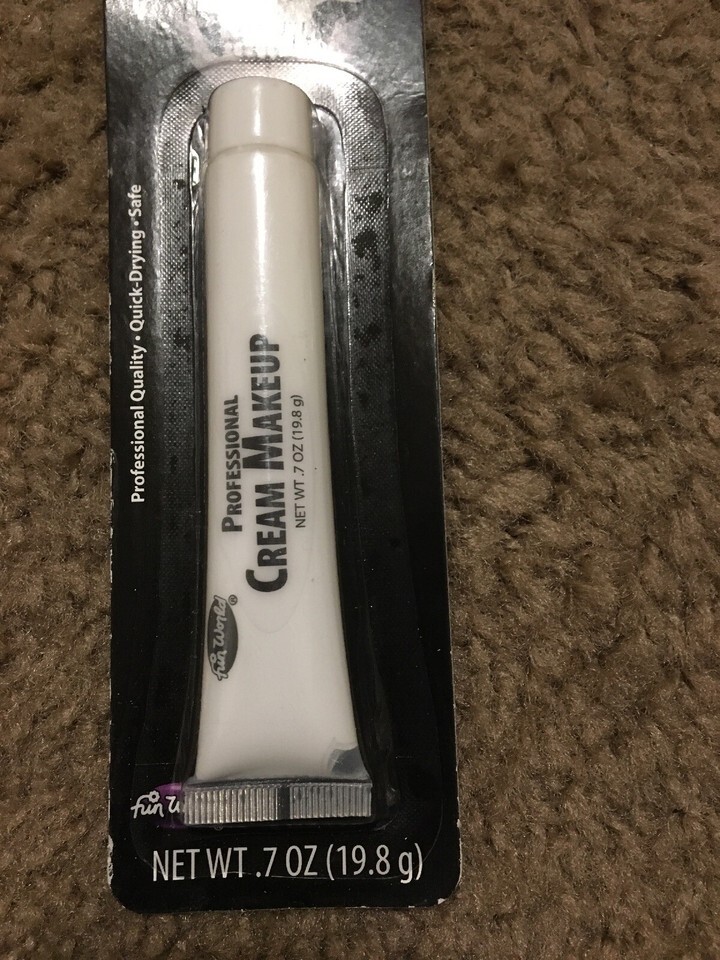 Professional Quality • Quick-Drying • Safe
PROFESSIONAL
CREAM MAKEUP
NET WT .7 OZ (19.8 g)
fun World®
fun
NET WT .7 OZ (19.8 g)